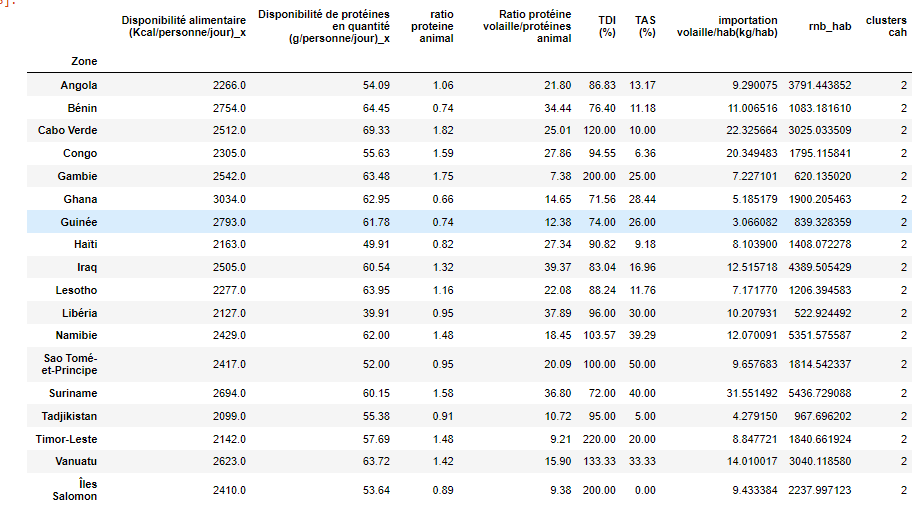 Disponibilité alimentaire (Kcal/personne/jour)_x Disponibilité de protéines en quantité (g/personne/jour)_x ratio proteine animal Ratio protéine volaille/protéines animal TDI (%) TAS (%) importation volaille/hab(kg/hab) rnb_hab clusters cah
Zone
Angola 2266.0 54.09 1.06 21.80 86.83 13.17 9.290075 3791.443852 2
Bénin 2754.0 64.45 0.74 34.44 76.40 11.18 11.006516 1083.181610 2
Cabo Verde 2512.0 69.33 1.82 25.01 120.00 10.00 22.325664 3025.033509 2
Congo 2305.0 55.63 1.59 27.86 94.55 6.36 20.349483 1795.115841 2
Gambie 2542.0 63.48 1.75 7.38 200.00 25.00 7.227101 620.135020 2
Ghana 3034.0 62.95 0.66 14.65 71.56 28.44 5.185179 1900.205463 2
Guinée 2793.0 61.78 0.74 12.38 74.00 26.00 3.066082 839.328359 2
Haïti 2163.0 49.91 0.82 27.34 90.82 9.18 8.103900 1408.072278 2
Iraq 2505.0 60.54 1.32 39.37 83.04 16.96 12.515718 4389.505429 2
Lesotho 2277.0 63.95 1.16 22.08 88.24 11.76 7.171770 1206.394583 2
Libéria 2127.0 39.91 0.95 37.89 96.00 30.00 10.207931 522.924492 2
Namibie 2429.0 62.00 1.48 18.45 103.57 39.29 12.070091 5351.575587 2
Sao Tomé-et-Principe 2417.0 52.00 0.95 20.09 100.00 50.00 9.657683 1814.542337 2
Suriname 2694.0 60.15 1.58 36.80 72.00 40.00 31.551492 5436.729088 2
Tadjikistan 2099.0 55.38 0.91 10.72 95.00 5.00 4.279150 967.696202 2
Timor-Leste 2142.0 57.69 1.48 9.21 220.00 20.00 8.847721 1840.661924 2
Vanuatu 2623.0 63.72 1.42 15.90 133.33 33.33 14.010017 3040.118580 2
Îles Salomon 2410.0 53.64 0.89 9.38 200.00 0.00 9.433384 2237.997123 2